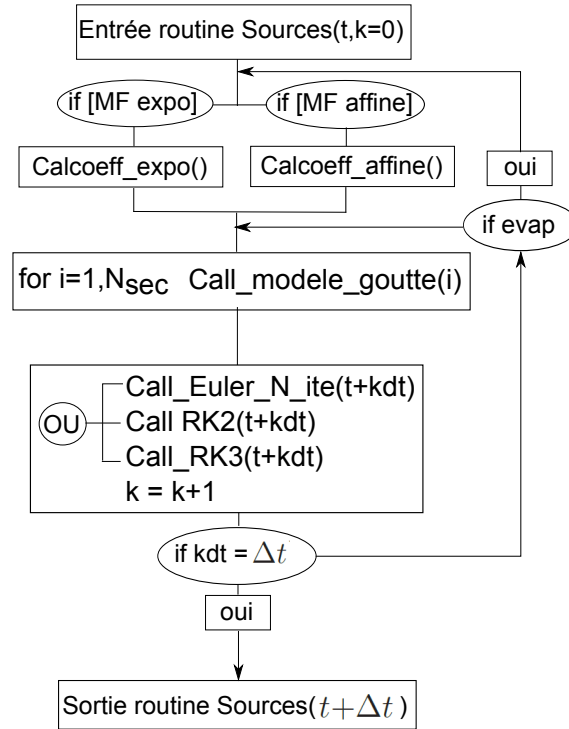 Entrée routine Sources(t,k=0)
if [MF expo]
if [MF affine]
Calcoeff_expo()
Calcoeff_affine()
oui
if evap
for i=1,Nsec Call_modele_goutte(i)
OU
Call_Euler_N_ite(t+kdt)
Call RK2(t+kdt)
Call_RK3(t+kdt)
k = k+1
if kdt = Δt
oui
Sortie routine Sources(t+Δt)